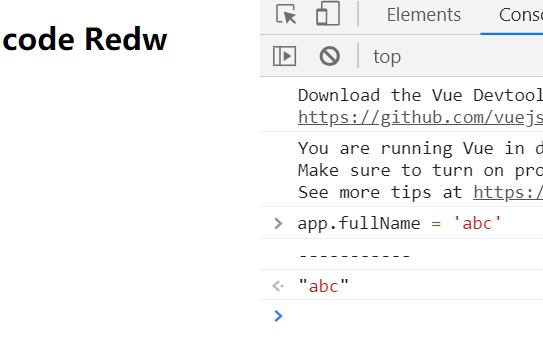 code Redw
Elements Conso
top
Download the Vue Devtool
https://github.com/vuejs
You are running Vue in d
Make sure to turn on pro
See more tips at https:/
> app.fullName = 'abc'
-----------
"abc"
>